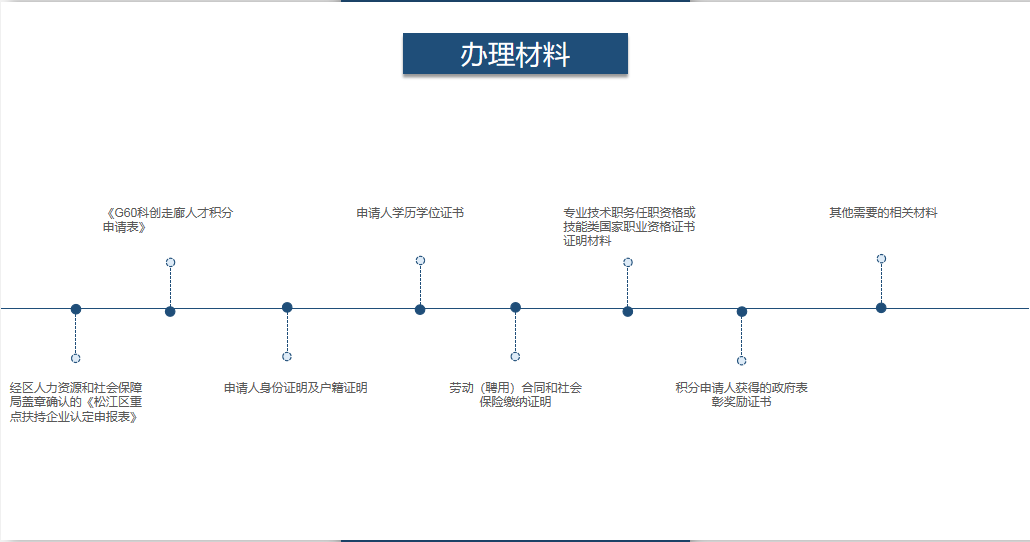 办理材料
《G60科创走廊人才积分
申请表》
申请人学历学位证书
专业技术职务任职资格或
技能类国家职业资格证书
证明材料
其他需要的相关材料
经区人力资源和社会保障
局盖章确认的《松江区重
点扶持企业认定申报表》
申请人身份证明及户籍证明
劳动（聘用）合同和社会
保险缴纳证明
积分申请人获得的政府表
彰奖励证书